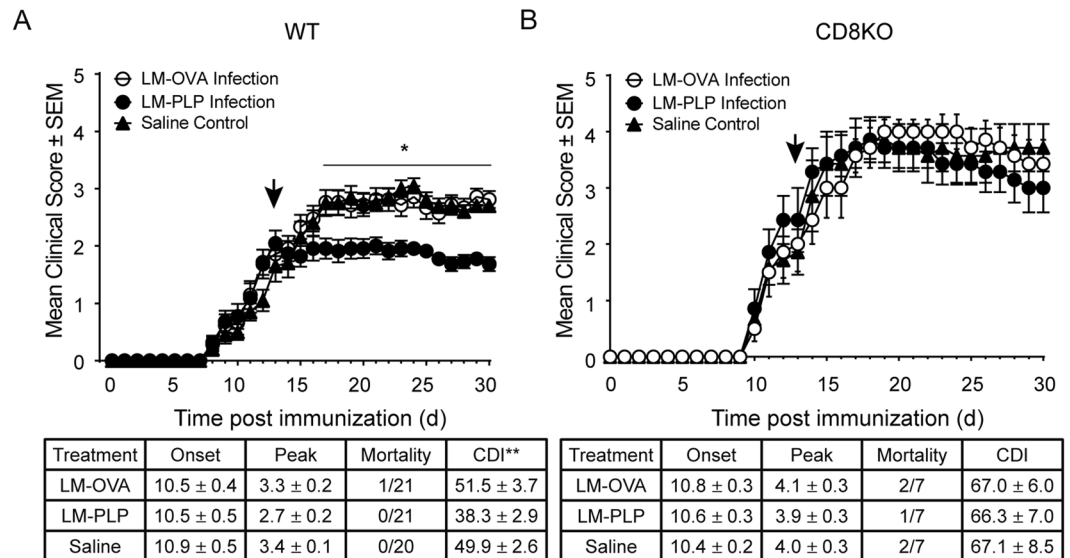 A
WT
Mean Clinical Score ± SEM
5
4
3
2
1
0
LM-OVA Infection
LM-PLP Infection
Saline Control
*
0 5 10 15 20 25 30
Time post immunization (d)
Treatment Onset Peak Mortality CDI**
LM-OVA 10.5 ± 0.4 3.3 ± 0.2 1/21 51.5 ± 3.7
LM-PLP 10.5 ± 0.5 2.7 ± 0.2 0/21 38.3 ± 2.9
Saline 10.9 ± 0.5 3.4 ± 0.1 0/20 49.9 ± 2.6
B
CD8KO
Mean Clinical Score ± SEM
5
4
3
2
1
0
LM-OVA Infection
LM-PLP Infection
Saline Control
0 5 10 15 20 25 30
Time post immunization (d)
Treatment Onset Peak Mortality CDI
LM-OVA 10.8 ± 0.3 4.1 ± 0.3 2/7 67.0 ± 6.0
LM-PLP 10.6 ± 0.3 3.9 ± 0.3 1/7 66.3 ± 7.0
Saline 10.4 ± 0.2 4.0 ± 0.3 2/7 67.1 ± 8.5